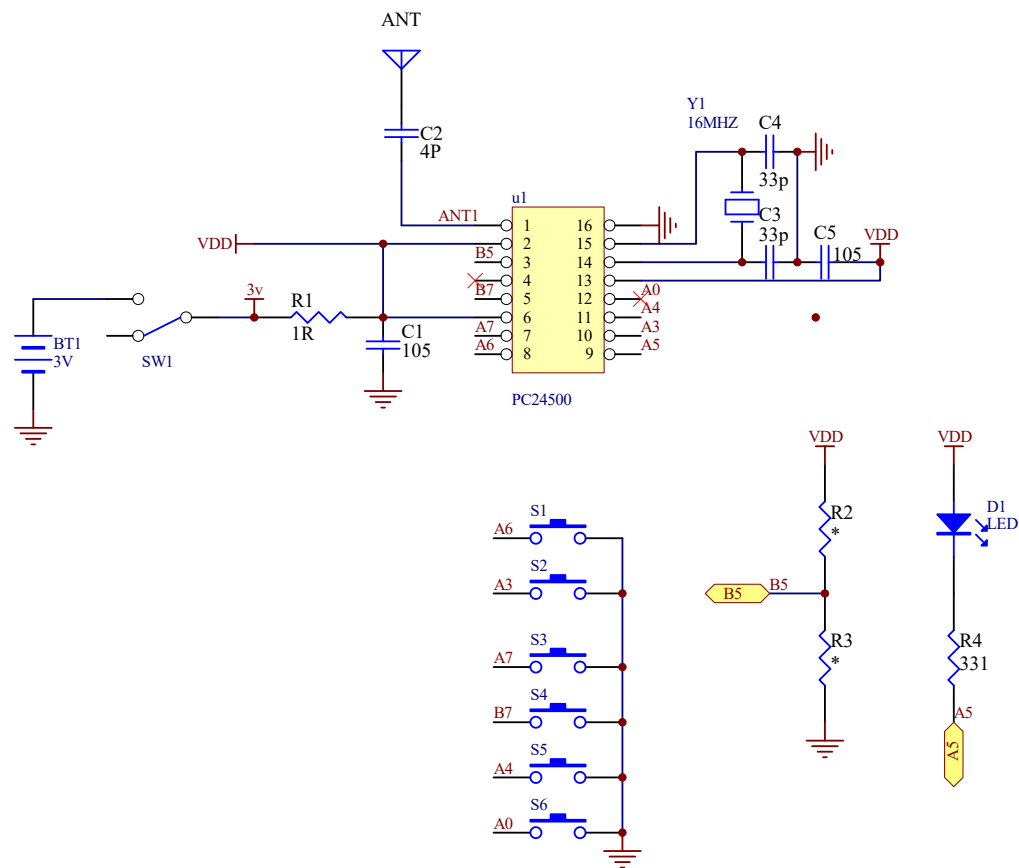 ANT
C2
4P
Y1
16MHZ
C4
33p
C3
33p
C5
105
VDD
u1
ANT1
1
16
VDD
2
15
B5
3
14
4
13
B7
5
12
A0
6
11
A4
A7
7
10
A3
A6
8
9
A5
3v
R1
1R
C1
105
BT1
3V
SW1
PC24500
VDD
VDD
S1
A6
S2
A3
S3
A7
S4
B7
S5
A4
S6
A0
R2
*
B5
B5
R3
*
D1
LED
R4
331
A5
A5